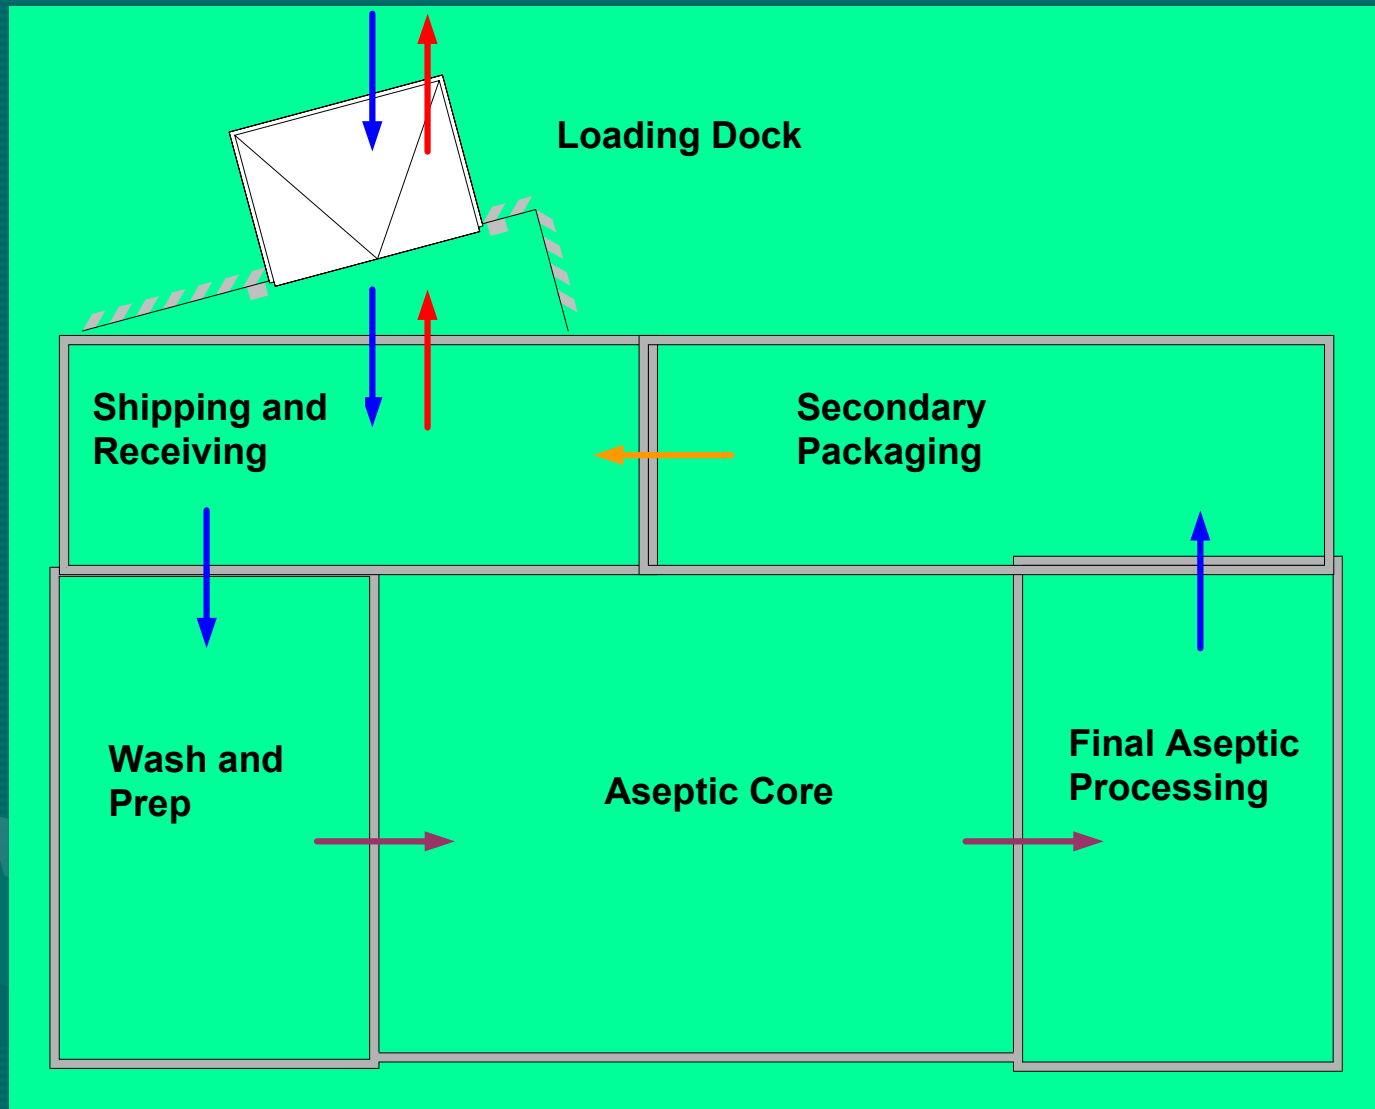 Loading Dock
Shipping and
Receiving
Secondary
Packaging
Wash and
Prep
Aseptic Core
Final Aseptic
Processing